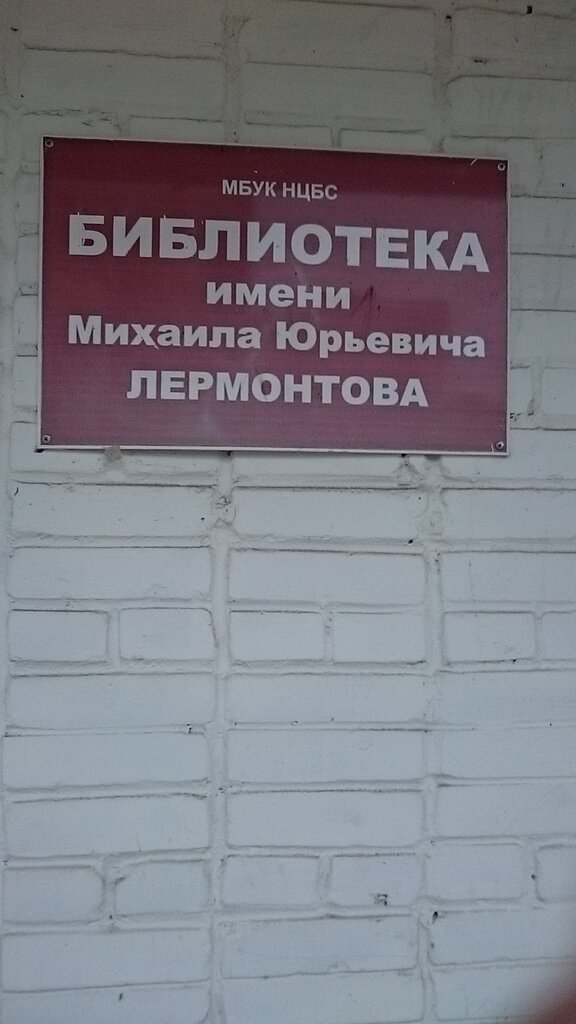 МБУК НЦБС
БИБЛИОТЕКА
имени
Михаила Юрьевича
ЛЕРМОНТОВА